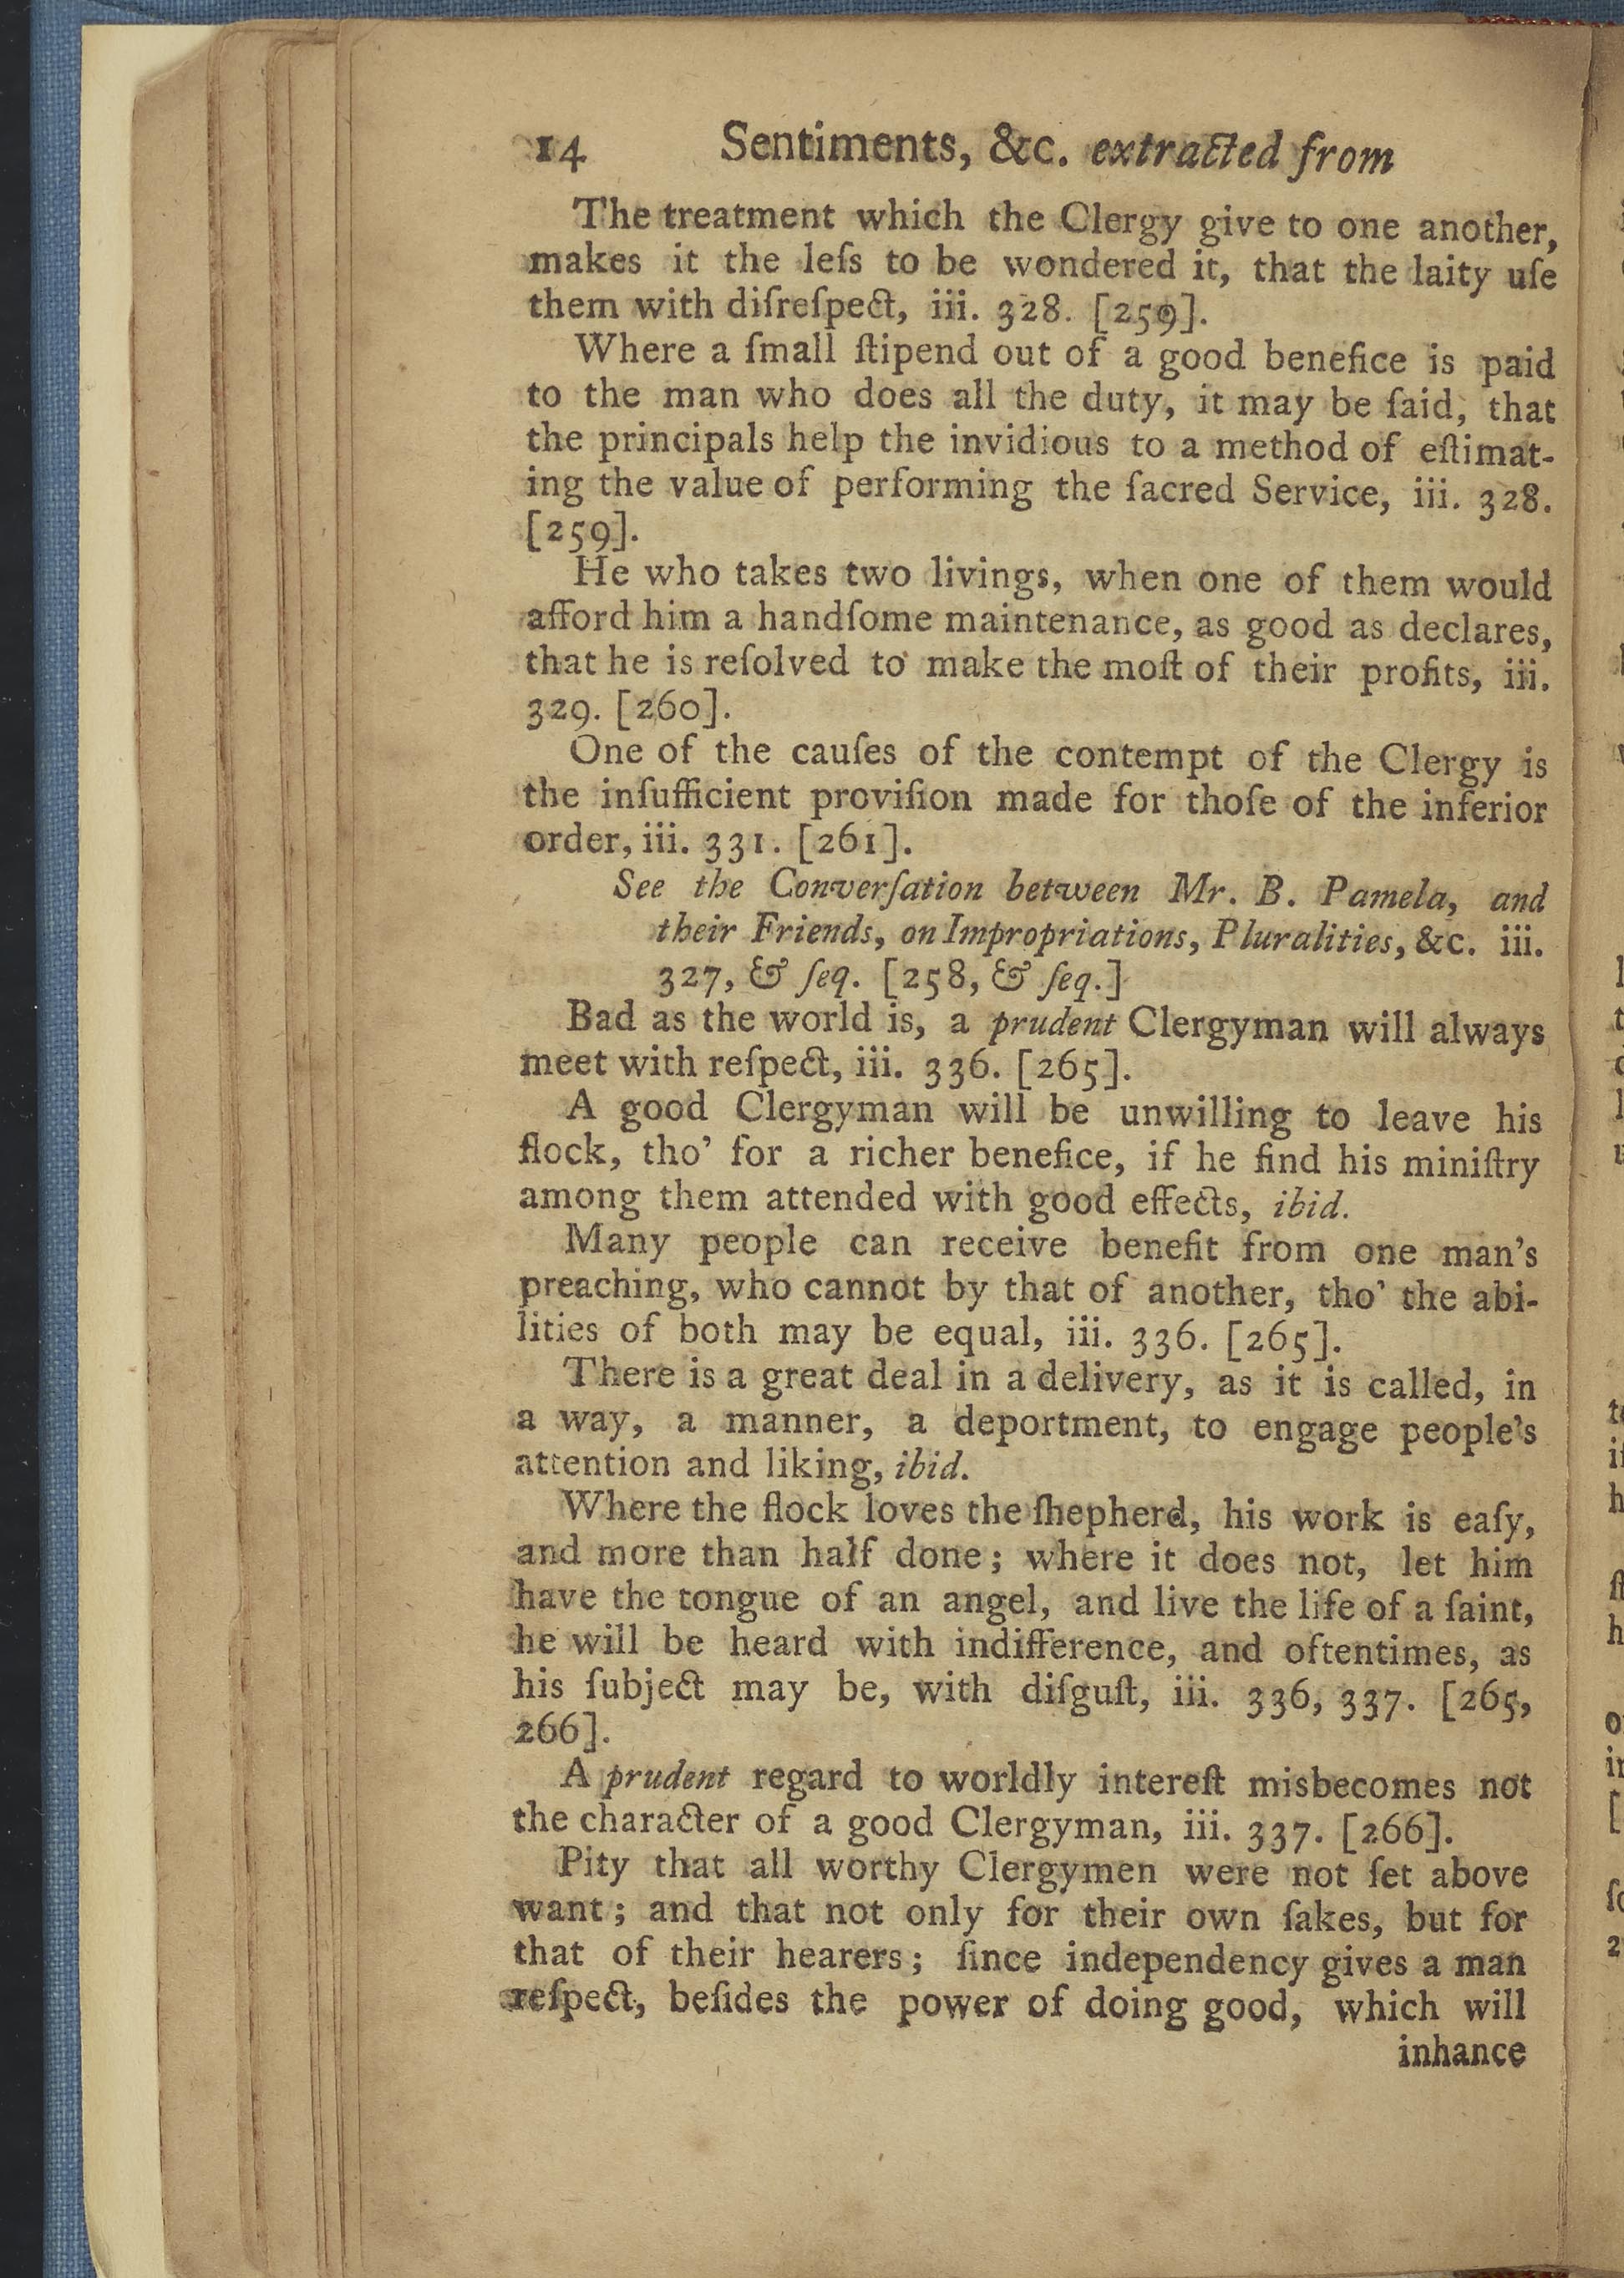 14 Sentiments, &c. extracted from
The treatment which the Clergy give to one another,
makes it the leſs to be wondered it, that the laity uſe
them with diſreſpect, iii. 328. [259].
Where a ſmall ſtipend out of a good benefice is paid
to the man who does all the duty, it may be ſaid, that
the principals help the invidious to a method of eſtimat-
ing the value of performing the ſacred Service, iii. 328.
[259].
He who takes two livings, when one of them would
afford him a handſome maintenance, as good as declares,
that he is reſolved to make the moſt of their profits, iii.
329. [260].
One of the cauſes of the contempt of the Clergy is
the inſufficient proviſion made for thoſe of the inferior
order, iii. 331. [261].
See the Converſation between Mr. B. Pamela, and
their Friends, on Impropriations, Pluralities, &c. iii.
327, & ſeq. [258, & ſeq.]
Bad as the world is, a prudent Clergyman will always
meet with reſpect, iii. 336. [265].
A good Clergyman will be unwilling to leave his
flock, tho' for a richer benefice, if he find his miniſtry
among them attended with good effects, ibid.
Many people can receive benefit from one man's
preaching, who cannot by that of another, tho' the abi-
lities of both may be equal, iii. 336. [265].
There is a great deal in a delivery, as it is called, in
a way, a manner, a deportment, to engage people's
attention and liking, ibid.
Where the flock loves the ſhepherd, his work is eaſy,
and more than half done; where it does not, let him
have the tongue of an angel, and live the life of a ſaint,
he will be heard with indifference, and oftentimes, as
his ſubject may be, with diſguſt, iii. 336, 337. [265,
266].
A prudent regard to worldly intereſt misbecomes not
the character of a good Clergyman, iii. 337. [266].
Pity that all worthy Clergymen were not ſet above
want; and that not only for their own ſakes, but for
that of their hearers; ſince independency gives a man
reſpect, beſides the power of doing good, which will
inhance